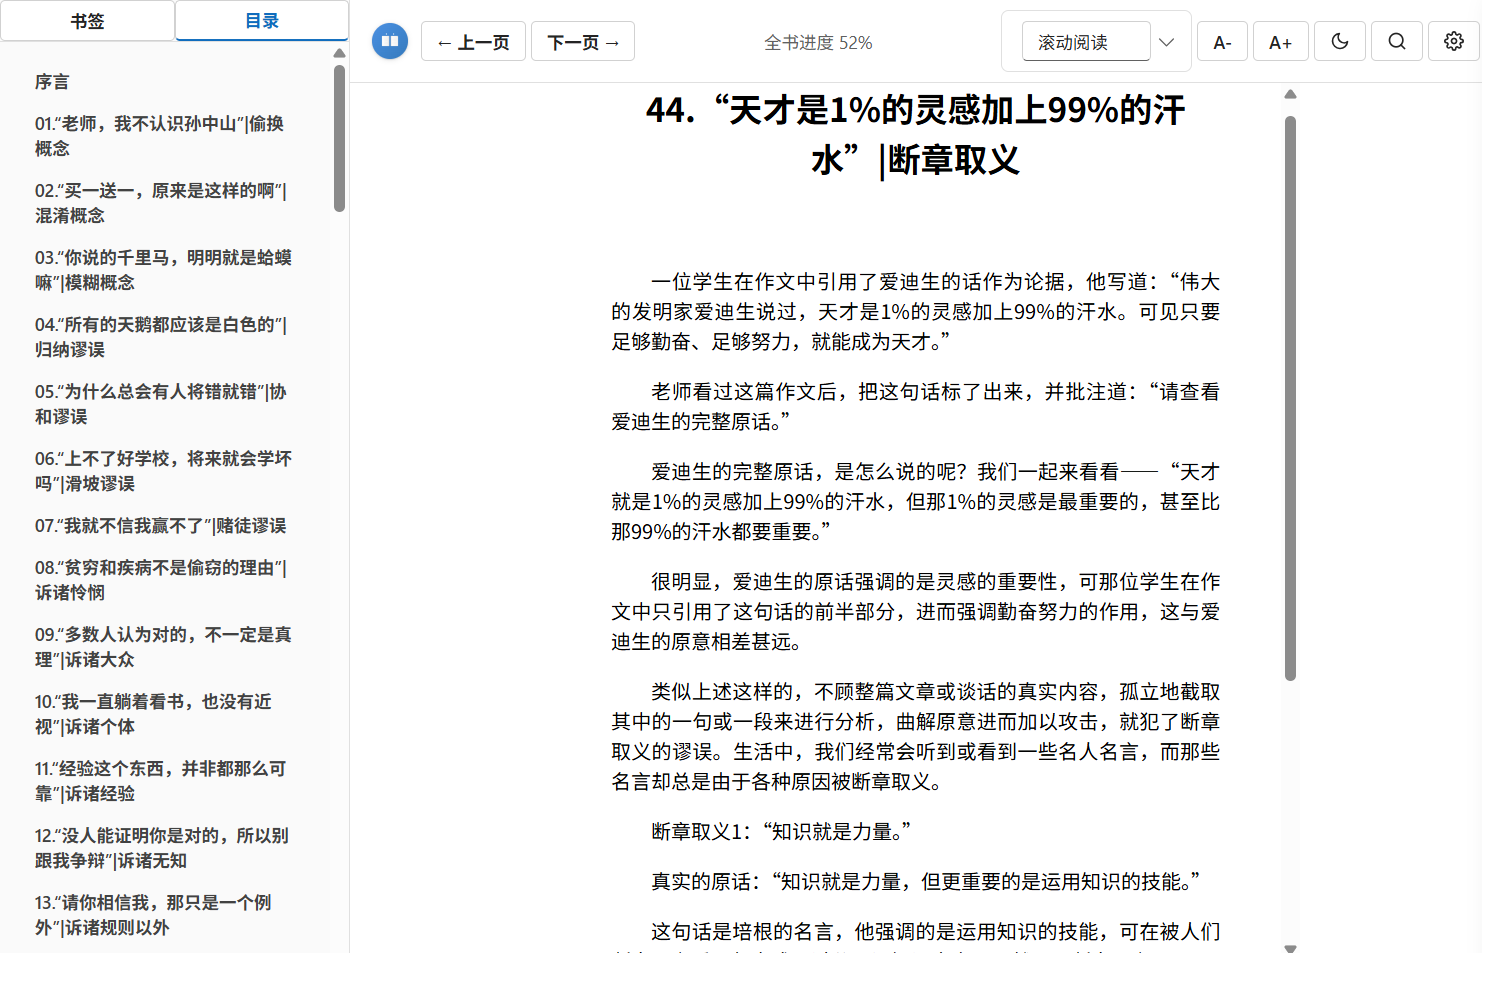 书签
目录
← 上一页
下一页 →
全书进度 52%
滚动阅读
A-
A+
序言
01.“老师，我不认识孙中山”|偷换
概念
02.“买一送一，原来是这样的啊”|
混淆概念
03.“你说的千里马，明明就是蛤蟆
嘛”|模糊概念
04.“所有的天鹅都应该是白色的”|
归纳谬误
05.“为什么总会有人将错就错”|协
和谬误
06.“上不了好学校，将来就会学坏
吗”|滑坡谬误
07.“我就不信我赢不了”|赌徒谬误
08.“贫穷和疾病不是偷窃的理由”|
诉诸怜悯
09.“多数人认为对的，不一定是真
理”|诉诸大众
10.“我一直躺着看书，也没有近
视”|诉诸个体
11.“经验这个东西，并非都那么可
靠”|诉诸经验
12.“没人能证明你是对的，所以别
跟我争辩”|诉诸无知
13.“请你相信我，那只是一个例
外”|诉诸规则以外
44.“天才是1%的灵感加上99%的汗
水”|断章取义
一位学生在作文中引用了爱迪生的话作为论据，他写道：“伟大
的发明家爱迪生说过，天才是1%的灵感加上99%的汗水。可见只要
足够勤奋、足够努力，就能成为天才。”
老师看过这篇作文后，把这句话标了出来，并批注道：“请查看
爱迪生的完整原话。”
爱迪生的完整原话，是怎么说的呢？我们一起来看看——“天才
就是1%的灵感加上99%的汗水，但那1%的灵感是最重要的，甚至比
那99%的汗水都要重要。”
很明显，爱迪生的原话强调的是灵感的重要性，可那位学生在作
文中只引用了这句话的前半部分，进而强调勤奋努力的作用，这与爱
迪生的原意相差甚远。
类似上述这样的，不顾整篇文章或谈话的真实内容，孤立地截取
其中的一句或一段来进行分析，曲解原意进而加以攻击，就犯了断章
取义的谬误。生活中，我们经常会听到或看到一些名人名言，而那些
名言却总是由于各种原因被断章取义。
断章取义1：“知识就是力量。”
真实的原话：“知识就是力量，但更重要的是运用知识的技能。”
这句话是培根的名言，他强调的是运用知识的技能，可在被人们